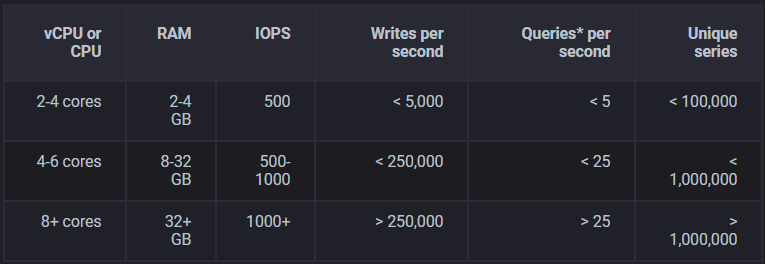 vCPU or CPU RAM IOPS Writes per second Queries* per second Unique series
2-4 cores 2-4 GB 500 < 5,000 < 5 < 100,000
4-6 cores 8-32 GB 500-1000 < 250,000 < 25 < 1,000,000
8+ cores 32+ GB 1000+ > 250,000 > 25 > 1,000,000